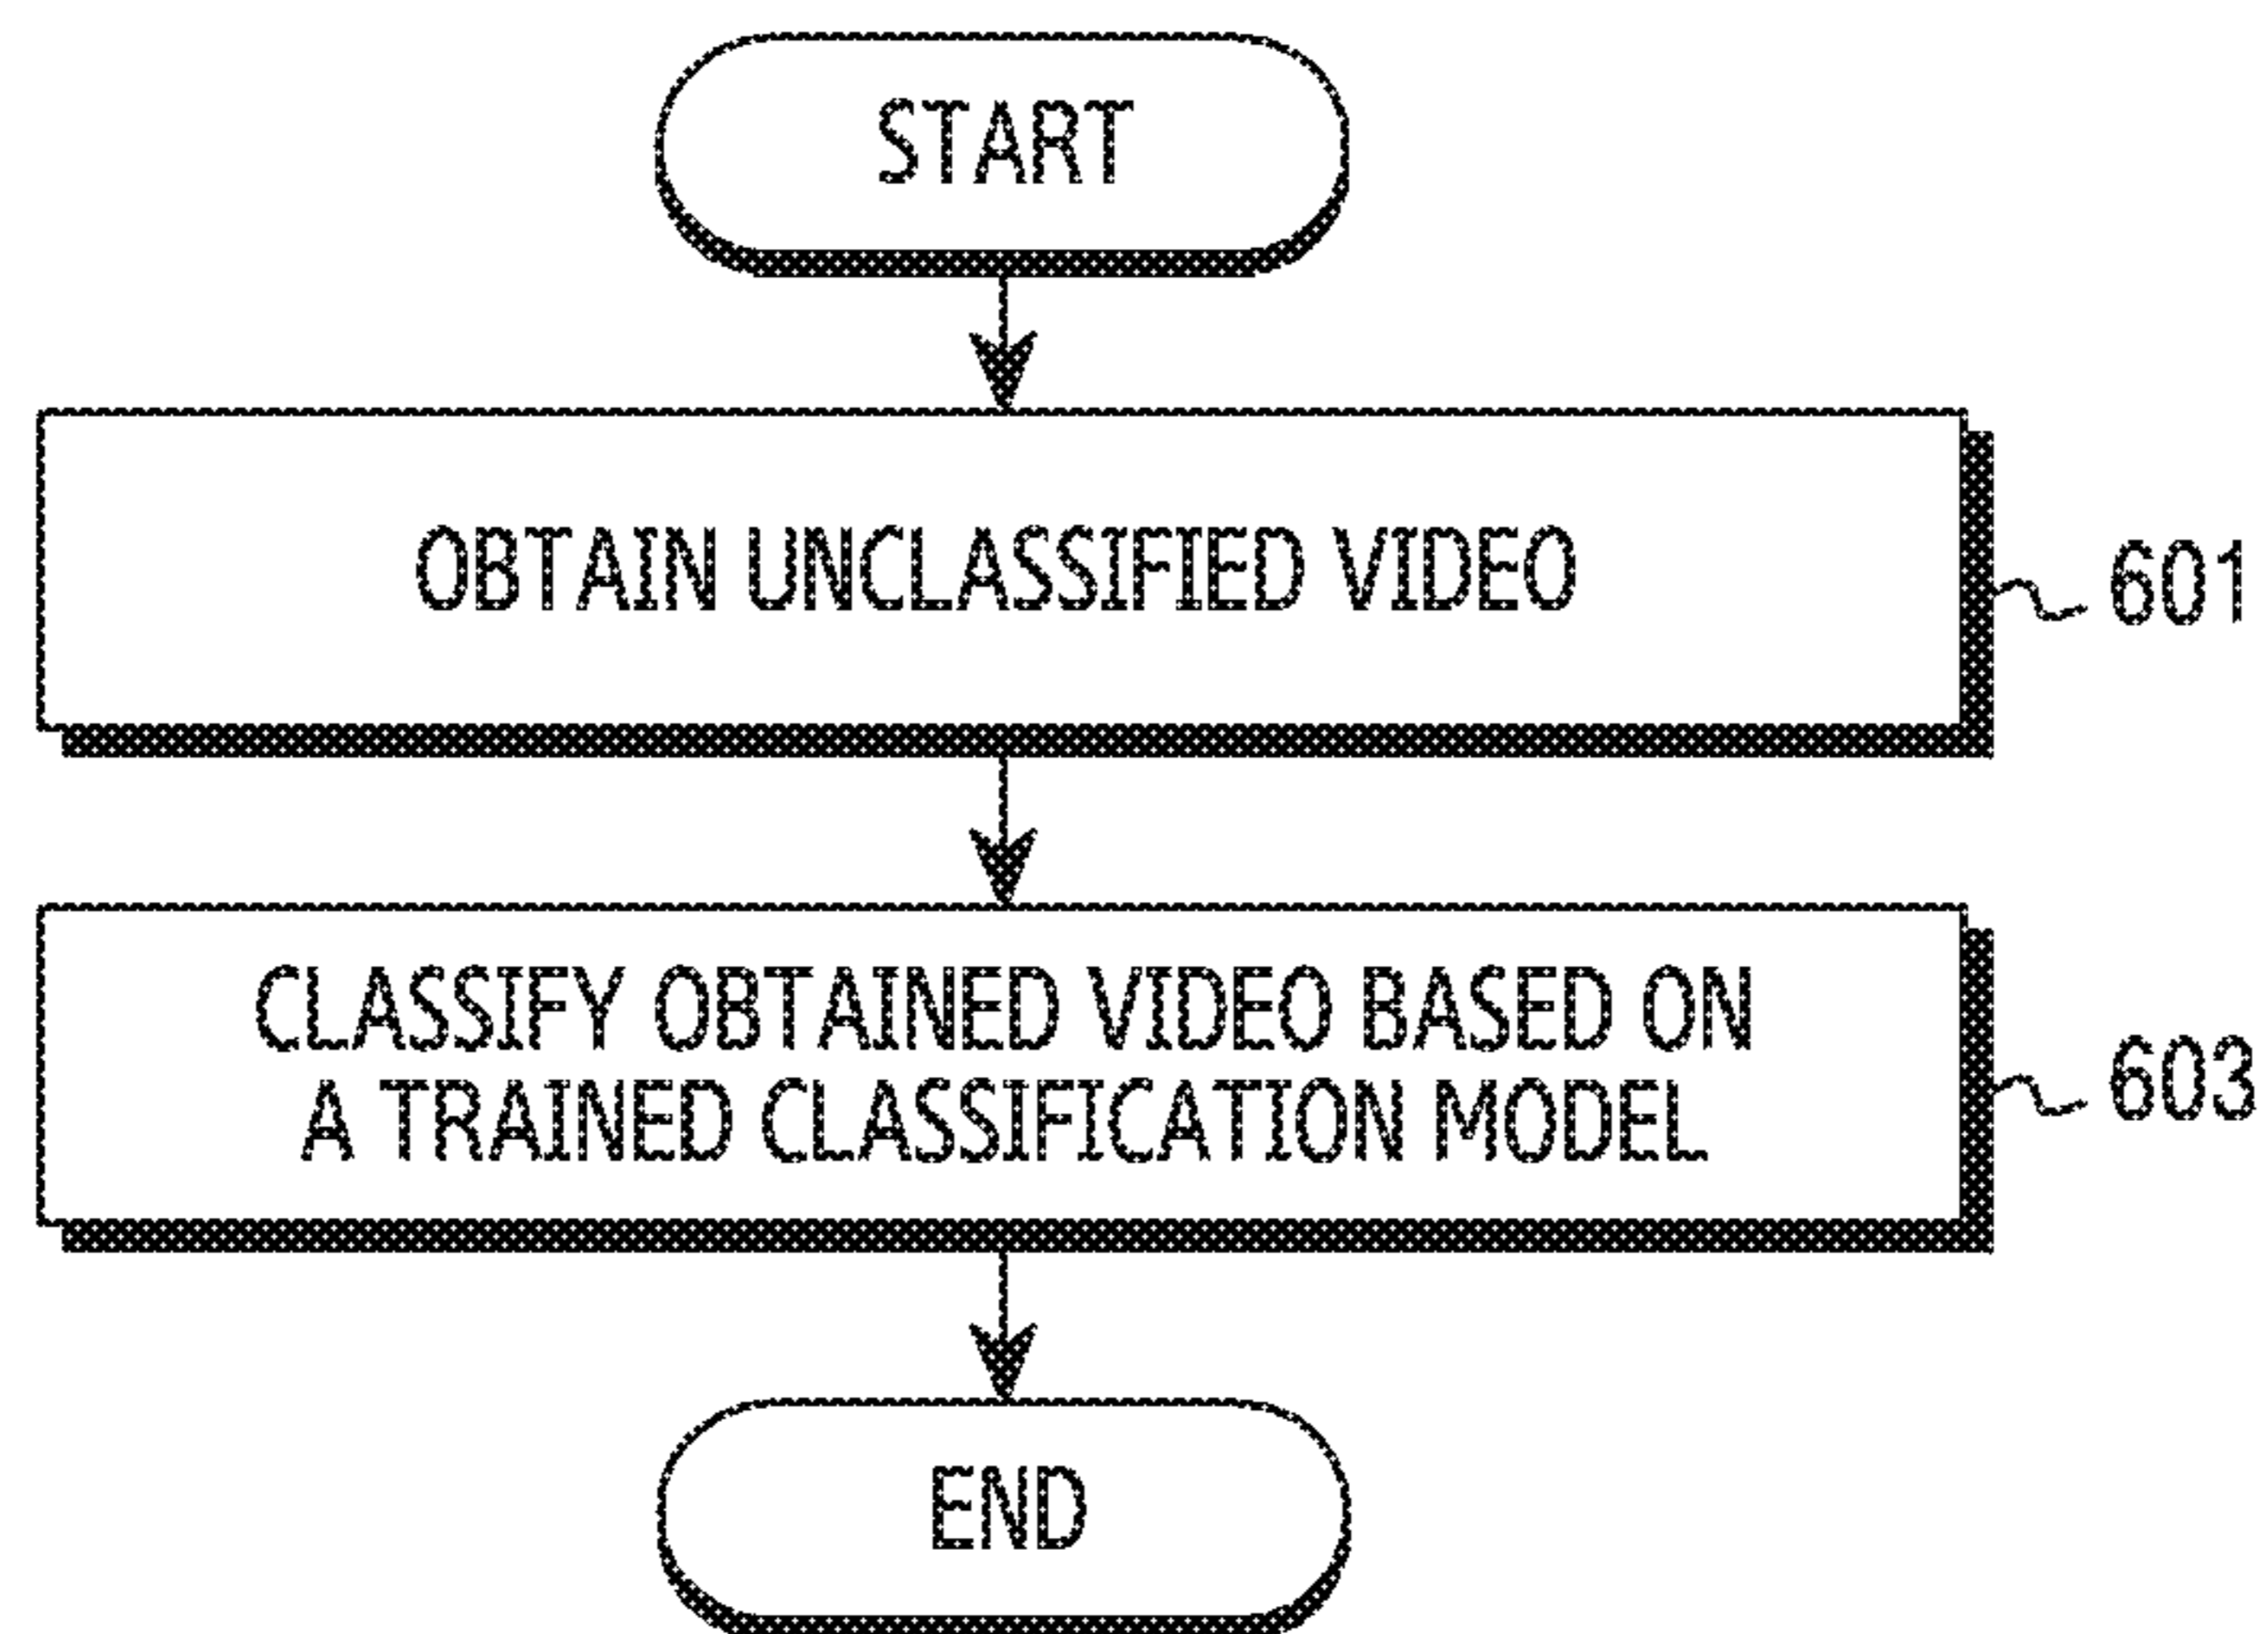 START
OBTAIN UNCLASSIFIED VIDEO
601
CLASSIFY OBTAINED VIDEO BASED ON
A TRAINED CLASSIFICATION MODEL
603
END